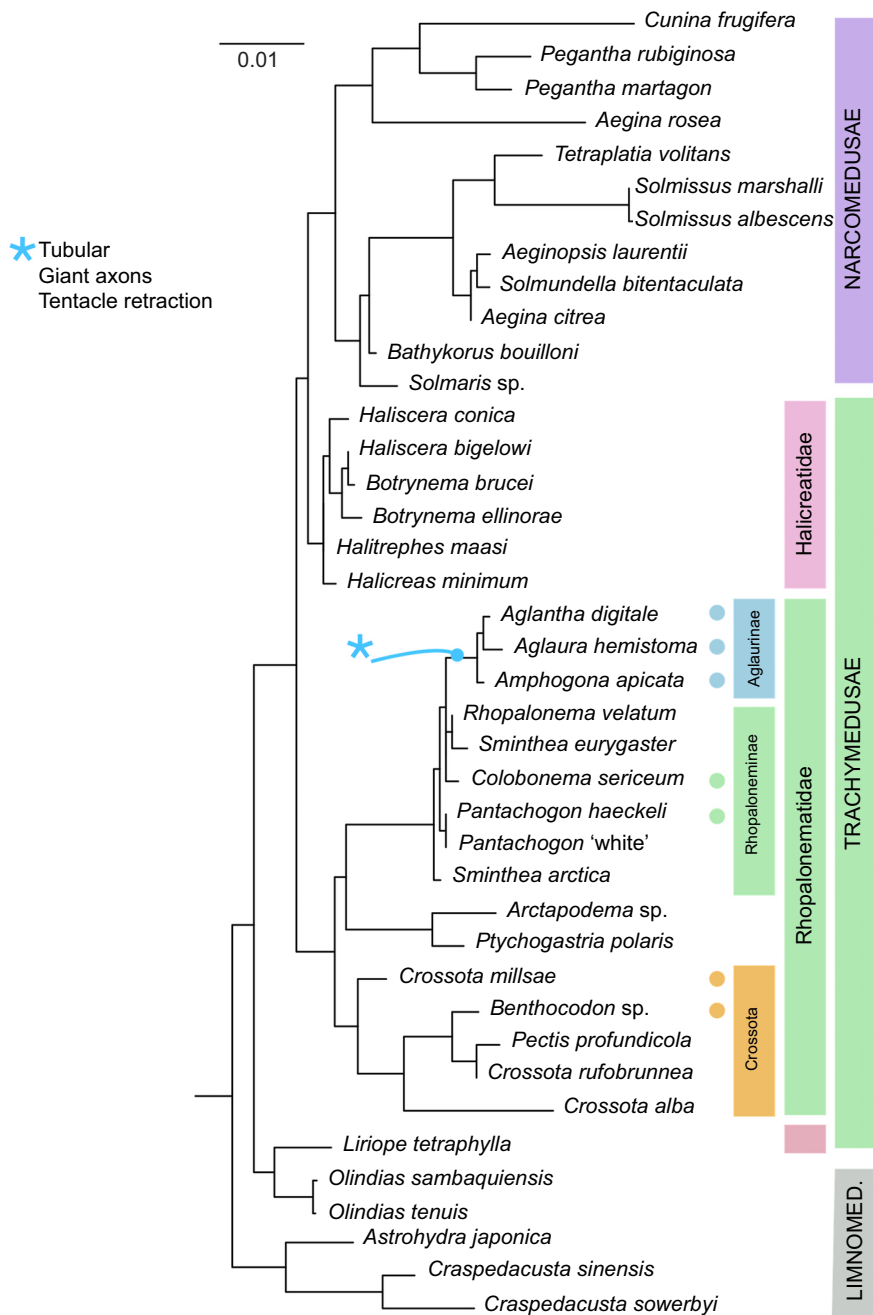 Cunina frugifera
0.01
Pegantha rubiginosa
Pegantha martagon
Aegina rosea
Tetraplatia volitans
Solmissus marshalli
Solmissus albescens
Tubular
Giant axons
Tentacle retraction
Aeginopsis laurentii
Solmundella bitentaculata
Aegina citrea
Bathykorus bouilloni
Solmaris sp.
NARCOMEDUSAE
Haliscera conica
Haliscera bigelowi
Botrynema brucei
Botrynema ellinorae
Halitrephes maasi
Halicreas minimum
Halicreatidae
Aglantha digitale
Aglaura hemistoma
Amphogona apicata
Aglaurinae
Rhopalonema velatum
Sminthea eurygaster
Colobonema sericeum
Pantachogon haeckeli
Pantachogon ‘white’
Sminthea arctica
Rhopaloneminae
Arctapodema sp.
Ptychogastria polaris
Crossota millsae
Benthocodon sp.
Pectis profundicola
Crossota rufobrunnea
Crossota alba
Crossota
Rhopalonematidae
TRACHYMEDUSAE
Liriope tetraphylla
Olindias sambaquiensis
Olindias tenuis
Astrohydra japonica
Craspedacusta sinensis
Craspedacusta sowerbyi
LIMNOMED.